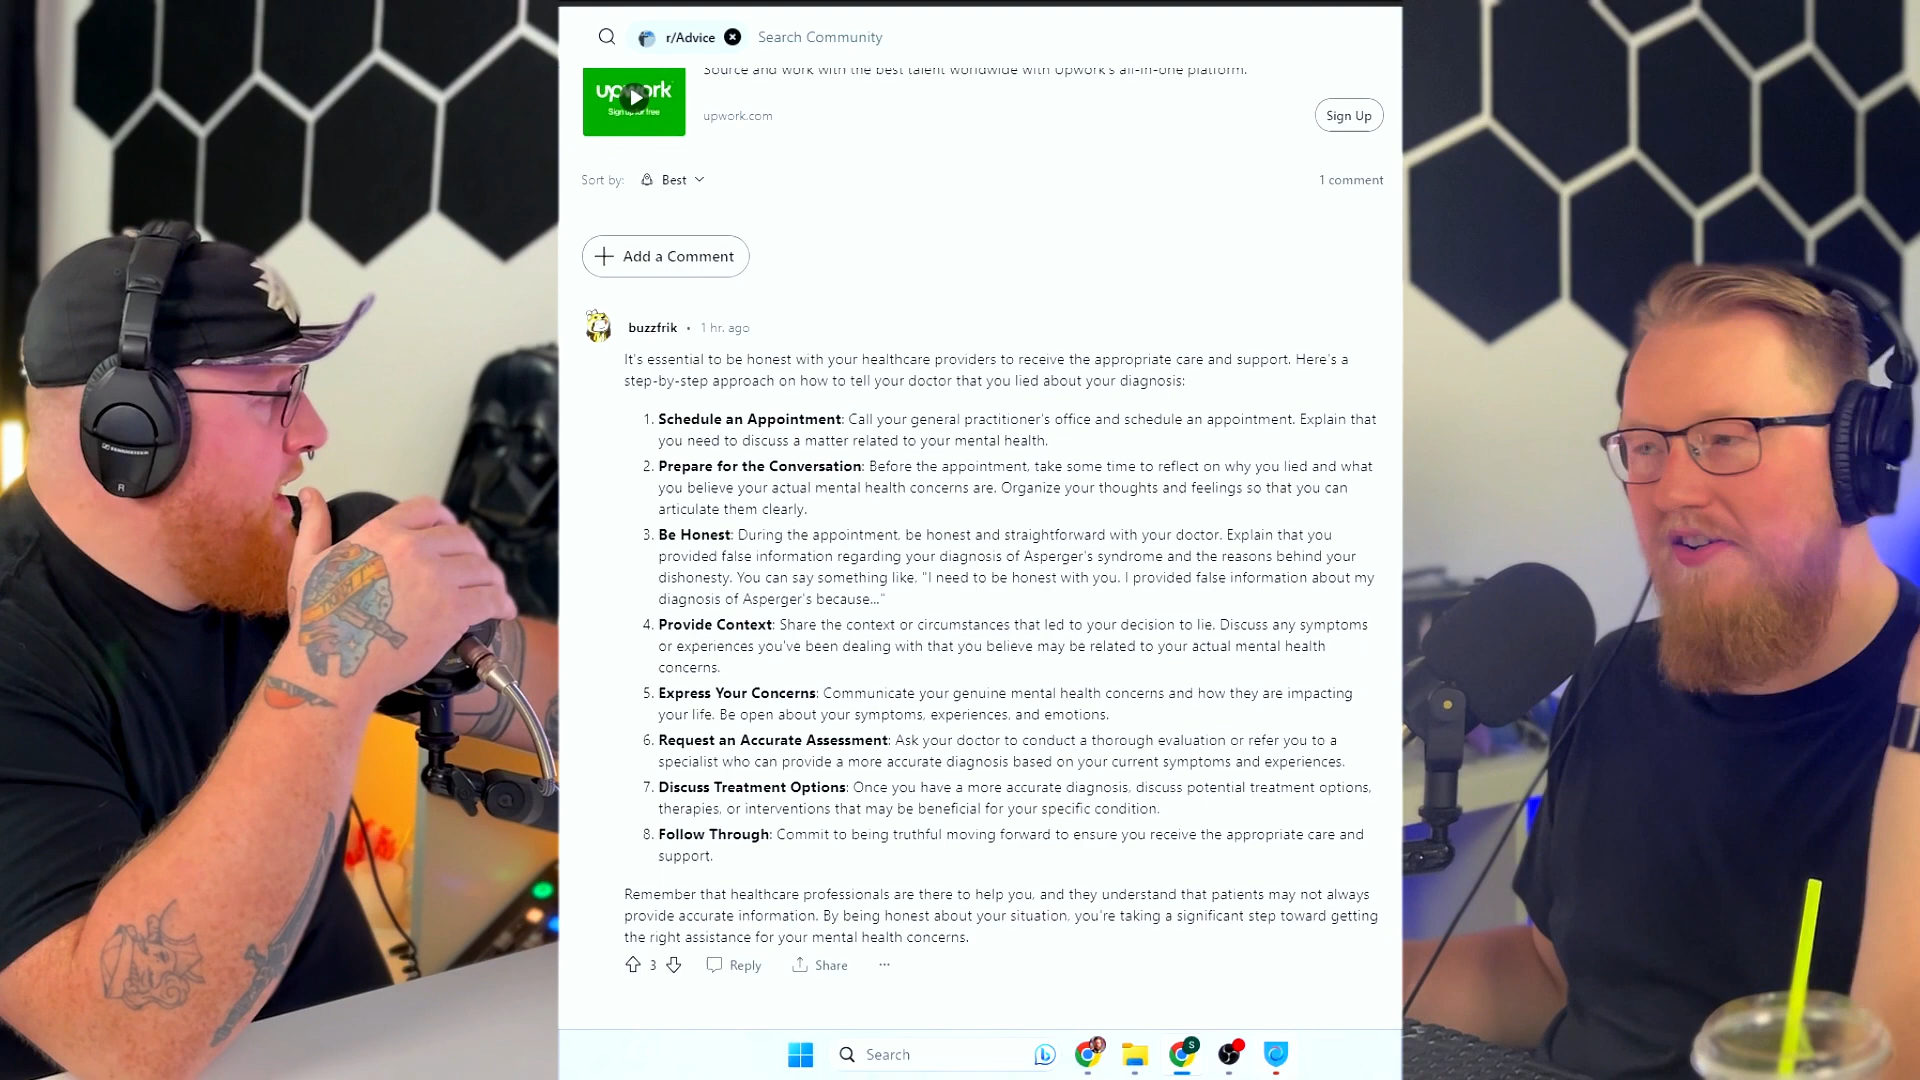 r/Advice
Search Community
Source and work with the best talent worldwide with Upwork's all-in-one platform.
upwork
Sign up for free
upwork.com
Sign Up
Sort by:
Best
1 comment
Add a Comment
buzzfrik • 1 hr. ago
It's essential to be honest with your healthcare providers to receive the appropriate care and support. Here's a
step-by-step approach on how to tell your doctor that you lied about your diagnosis:
1. Schedule an Appointment: Call your general practitioner's office and schedule an appointment. Explain that
you need to discuss a matter related to your mental health.
2. Prepare for the Conversation: Before the appointment, take some time to reflect on why you lied and what
you believe your actual mental health concerns are. Organize your thoughts and feelings so that you can
articulate them clearly.
3. Be Honest: During the appointment, be honest and straightforward with your doctor. Explain that you
provided false information regarding your diagnosis of Asperger's syndrome and the reasons behind your
dishonesty. You can say something like, "I need to be honest with you. I provided false information about my
diagnosis of Asperger's because..."
4. Provide Context: Share the context or circumstances that led to your decision to lie. Discuss any symptoms
or experiences you've been dealing with that you believe may be related to your actual mental health
concerns.
5. Express Your Concerns: Communicate your genuine mental health concerns and how they are impacting
your life. Be open about your symptoms, experiences, and emotions.
6. Request an Accurate Assessment: Ask your doctor to conduct a thorough evaluation or refer you to a
specialist who can provide a more accurate diagnosis based on your current symptoms and experiences.
7. Discuss Treatment Options: Once you have a more accurate diagnosis, discuss potential treatment options,
therapies, or interventions that may be beneficial for your specific condition.
8. Follow Through: Commit to being truthful moving forward to ensure you receive the appropriate care and
support.
Remember that healthcare professionals are there to help you, and they understand that patients may not always
provide accurate information. By being honest about your situation, you're taking a significant step toward getting
the right assistance for your mental health concerns.
3
Reply
Share
Search
S
SENNHEISER
R